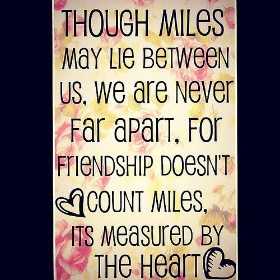 THOUGH MILES
MAY LIE BETWEEN
US, WE ARE NEVER
FAR APART, FOR
FRIENDSHIP DOESN'T
COUNT MILES,
ITS MEASURED BY
THE HEART